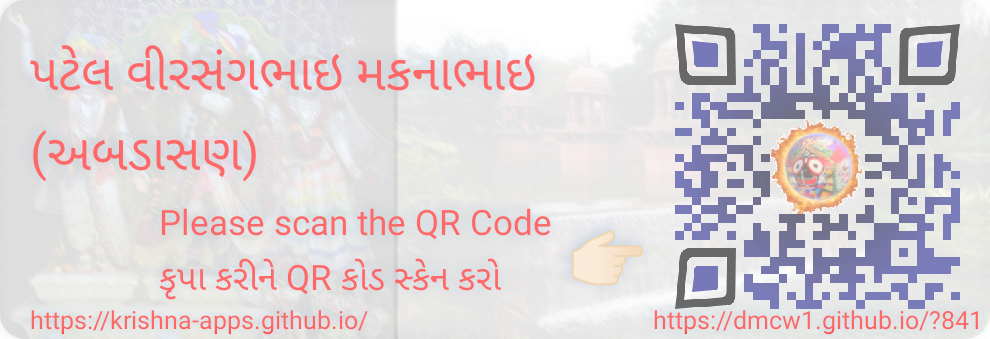 પટેલ વીરસંગભાઇ મકનાભાઇ
(અબડાસણ)
Please scan the QR Code
કૃપા કરીને QR કોડ સ્કેન કરો
https://krishna-apps.github.io/
https://dmcw1.github.io/?841